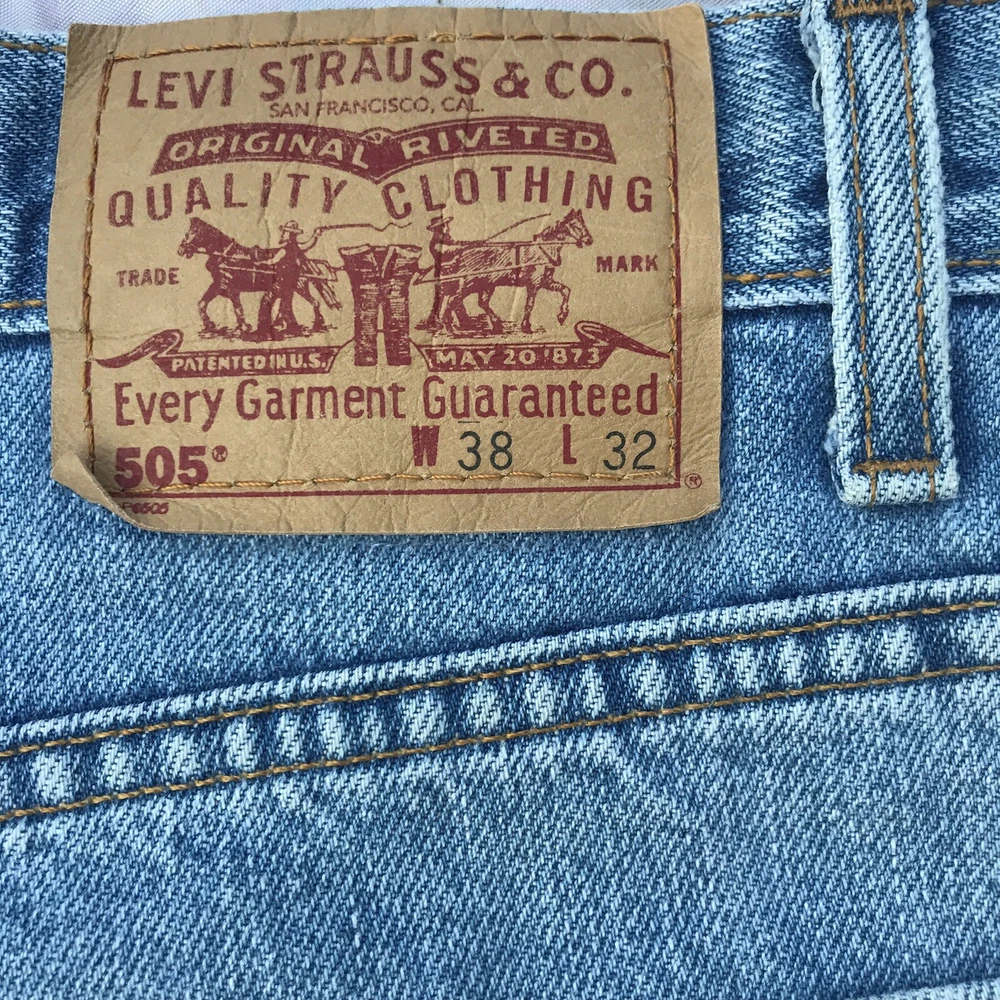 LEVI STRAUSS & CO.
SAN FRANCISCO, CAL.
ORIGINAL RIVETED
QUALITY CLOTHING
TRADE MARK
PATENTED IN U.S. MAY 20 1873
Every Garment Guaranteed
505® W 38 L 32
®